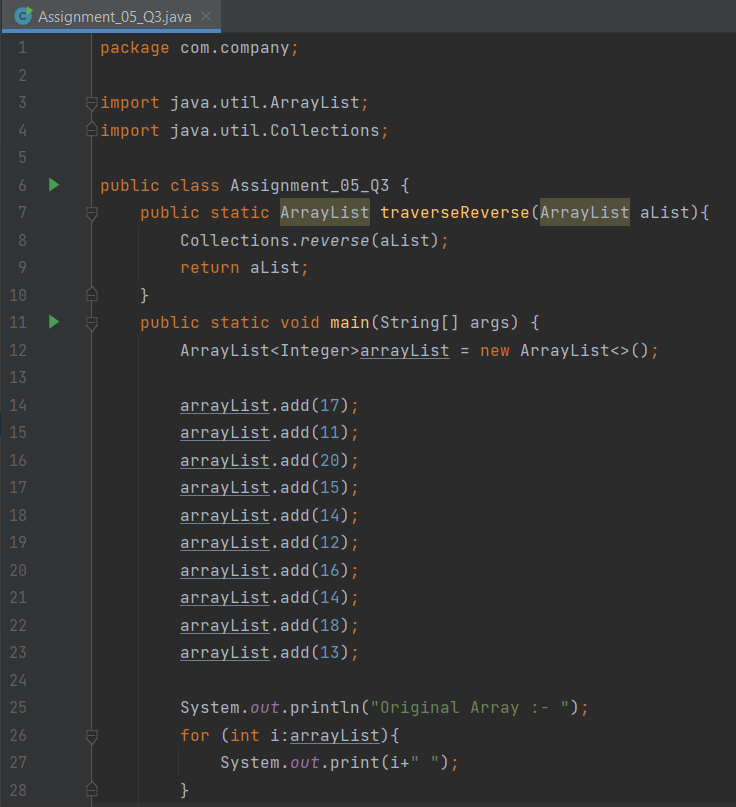 Assignment_05_Q3.java
1 package com.company;
2
3 import java.util.ArrayList;
4 import java.util.Collections;
5
6 public class Assignment_05_Q3 {
7     public static ArrayList traverseReverse(ArrayList aList){
8         Collections.reverse(aList);
9         return aList;
10     }
11     public static void main(String[] args) {
12         ArrayList<Integer>arrayList = new ArrayList<>();
13
14         arrayList.add(17);
15         arrayList.add(11);
16         arrayList.add(20);
17         arrayList.add(15);
18         arrayList.add(14);
19         arrayList.add(12);
20         arrayList.add(16);
21         arrayList.add(14);
22         arrayList.add(18);
23         arrayList.add(13);
24
25         System.out.println("Original Array :- ");
26         for (int i:arrayList){
27             System.out.print(i+" ");
28         }